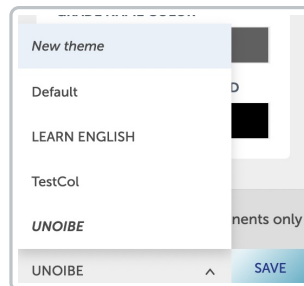 New theme
Default
D
LEARN ENGLISH
TestCol
UNOIBE
nents only
UNOIBE
SAVE